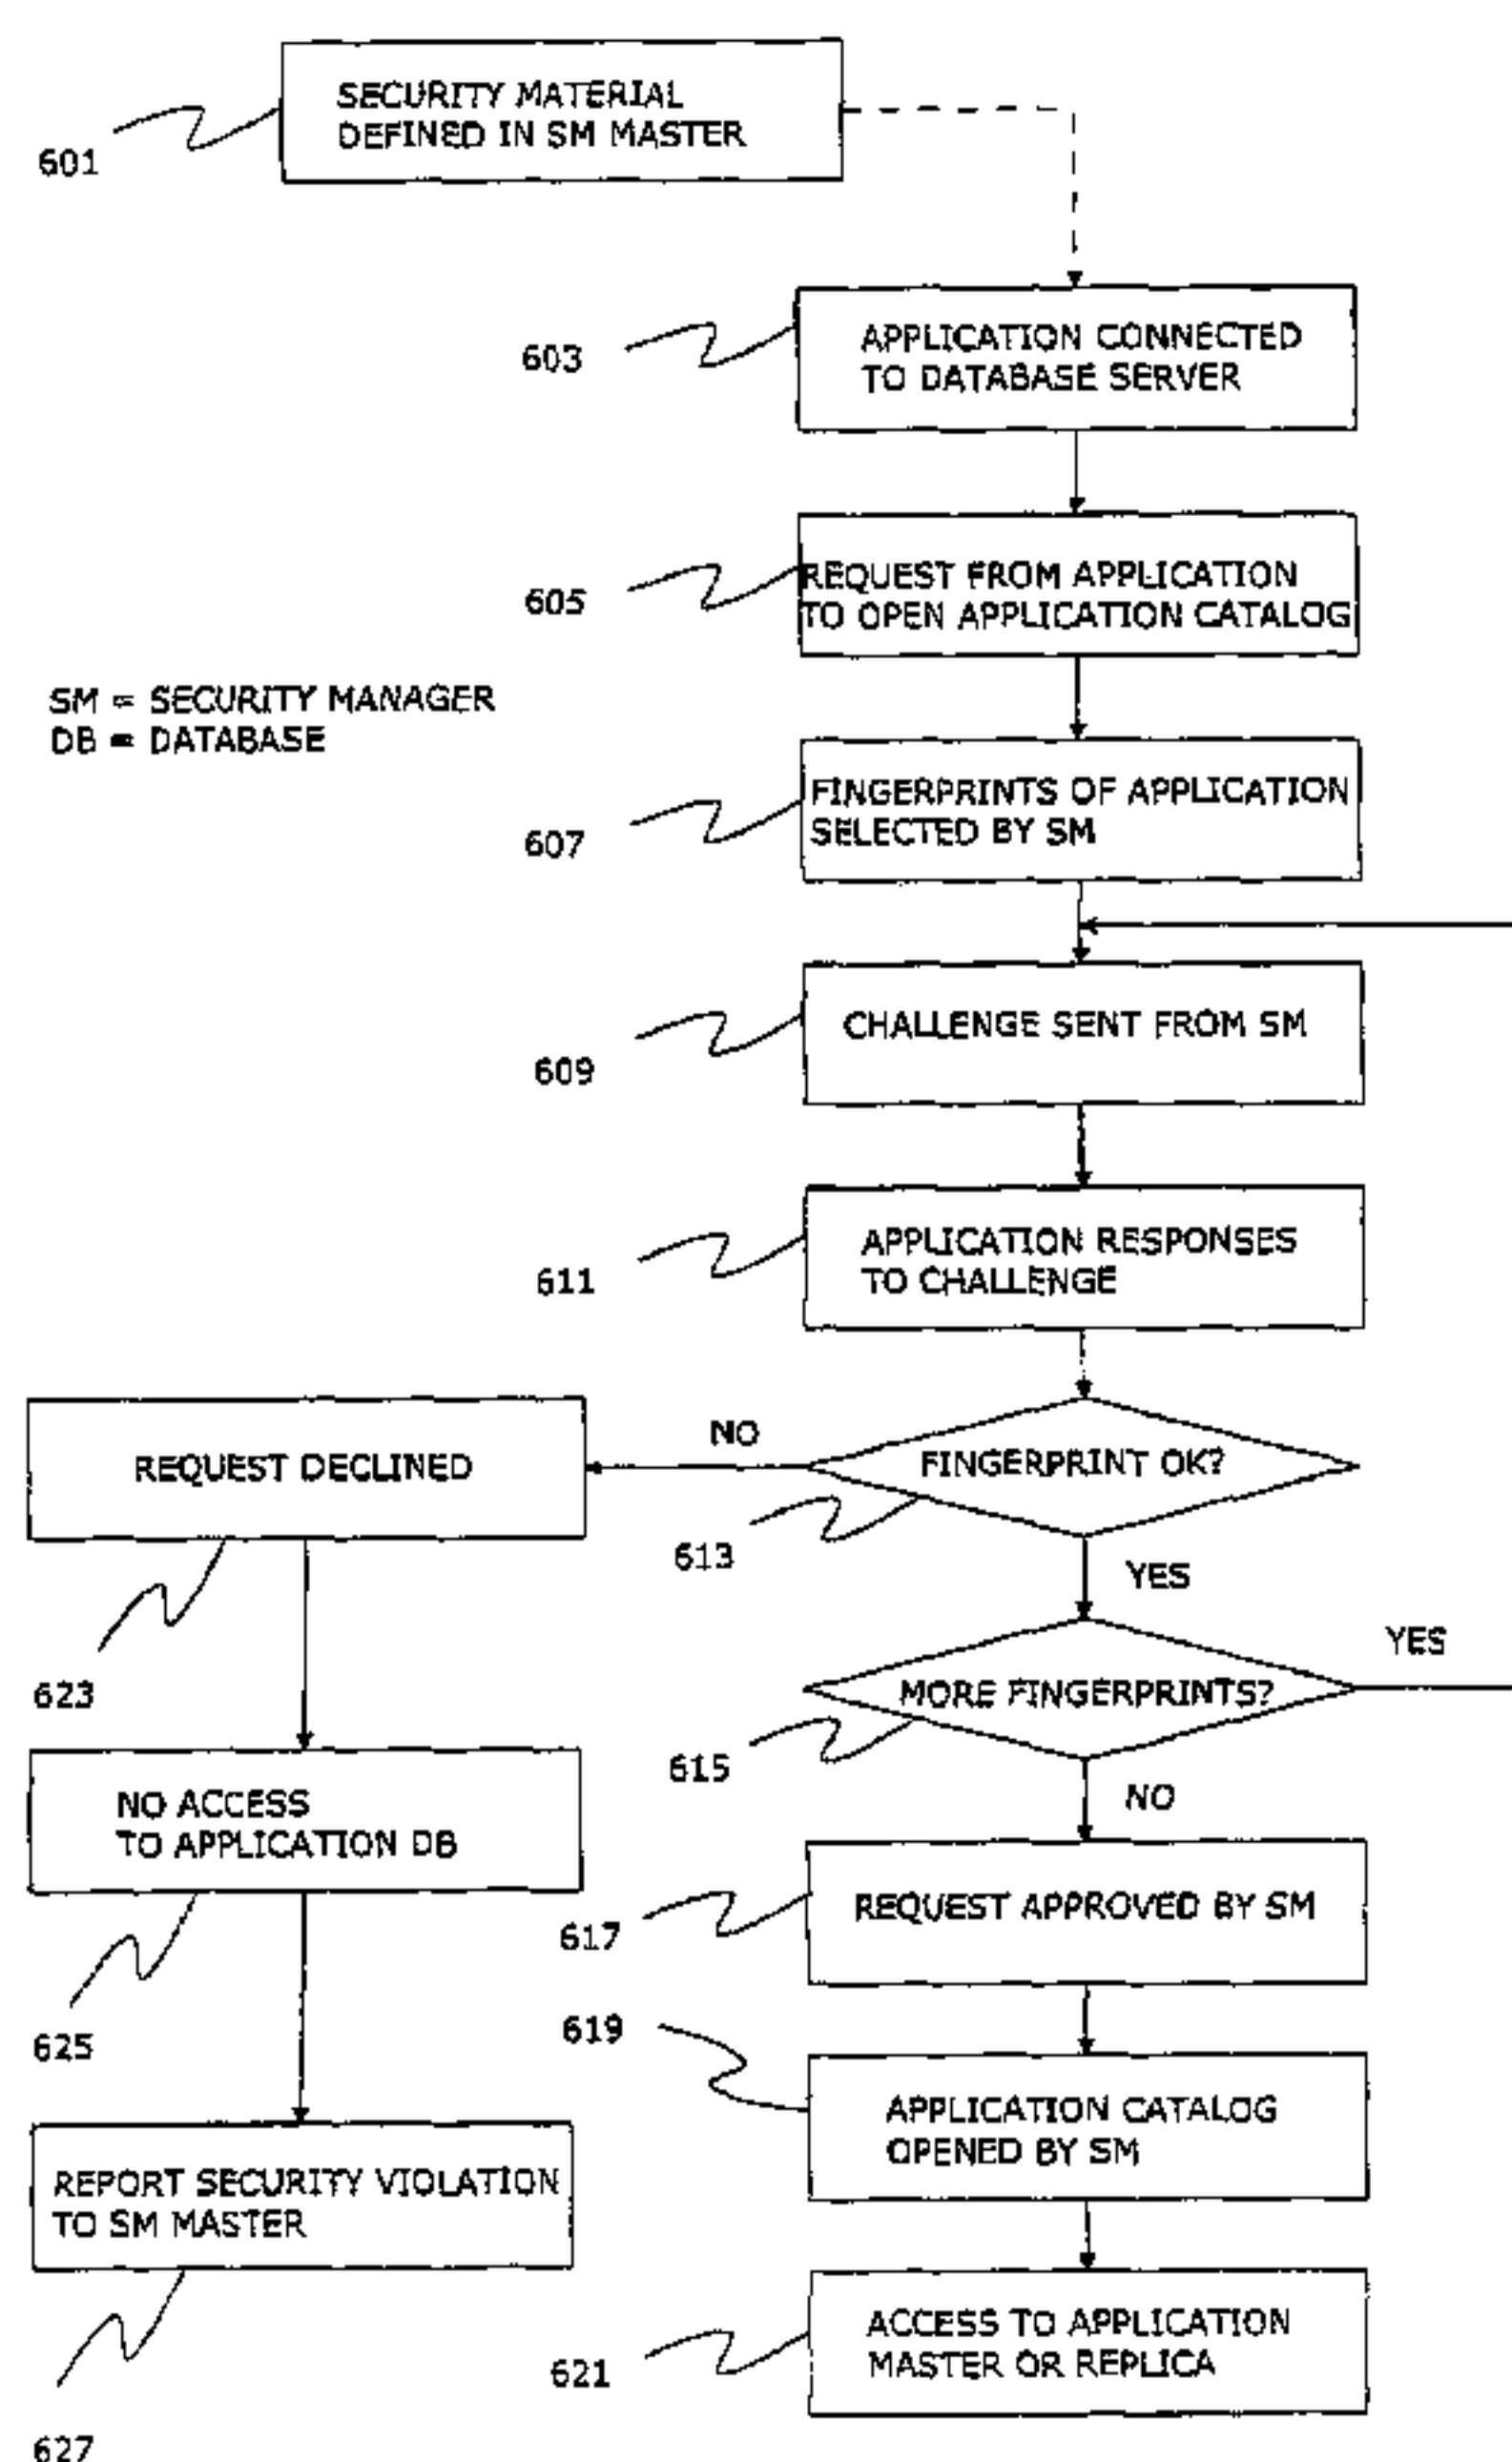 SECURITY MATERIAL
DEFINED IN SM MASTER
601
APPLICATION CONNECTED
TO DATABASE SERVER
603
REQUEST FROM APPLICATION
TO OPEN APPLICATION CATALOG
605
SM = SECURITY MANAGER
DB = DATABASE
FINGERPRINTS OF APPLICATION
SELECTED BY SM
607
CHALLENGE SENT FROM SM
609
APPLICATION RESPONSES
TO CHALLENGE
611
NO
REQUEST DECLINED
FINGERPRINT OK?
613
YES
YES
623
MORE FINGERPRINTS?
615
NO
NO ACCESS
TO APPLICATION DB
REQUEST APPROVED BY SM
617
619
625
APPLICATION CATALOG
OPENED BY SM
REPORT SECURITY VIOLATION
TO SM MASTER
ACCESS TO APPLICATION
MASTER OR REPLICA
621
627